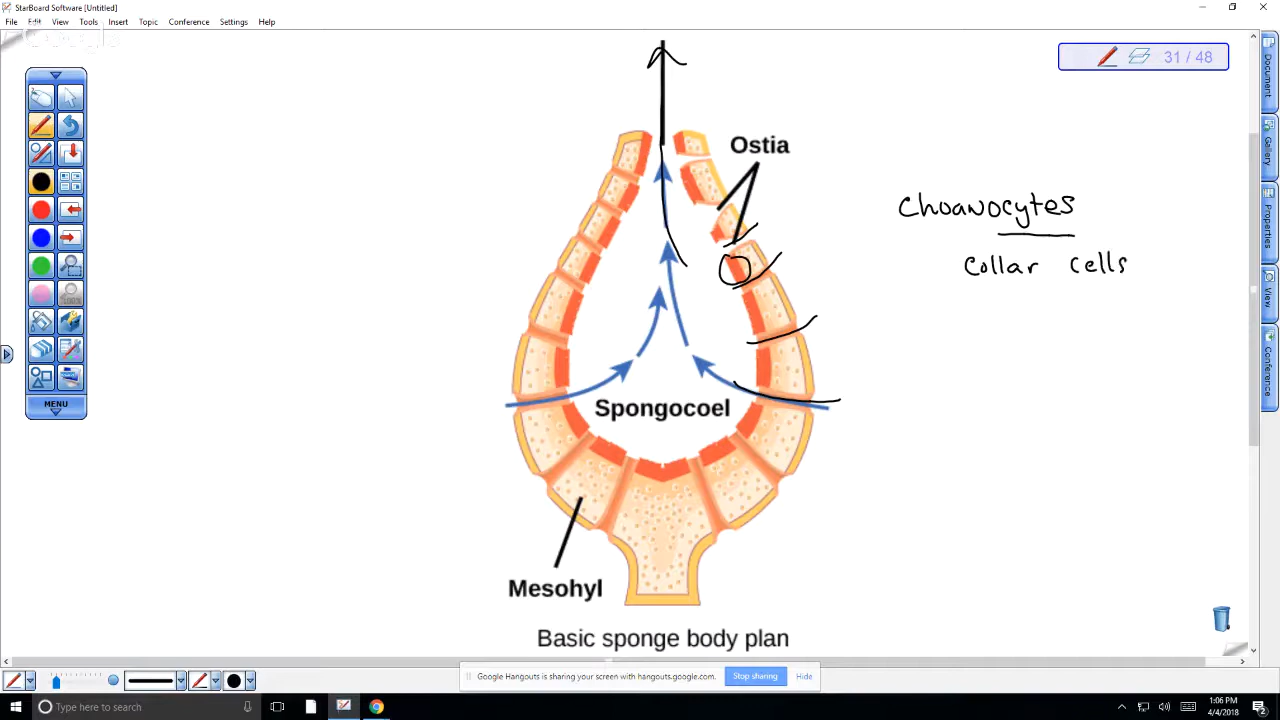 StarBoard Software [Untitled]
File Edit View Tools Insert Topic Conference Settings Help
31 / 48
Document
Gallery
Properties
View
Conference
MENU
Ostia
Choanocytes
Collar cells
Spongocoel
Mesohyl
Basic sponge body plan
Google Hangouts is sharing your screen with hangouts.google.com.
Stop sharing
Hide
Type here to search
1:06 PM
4/4/2018
2